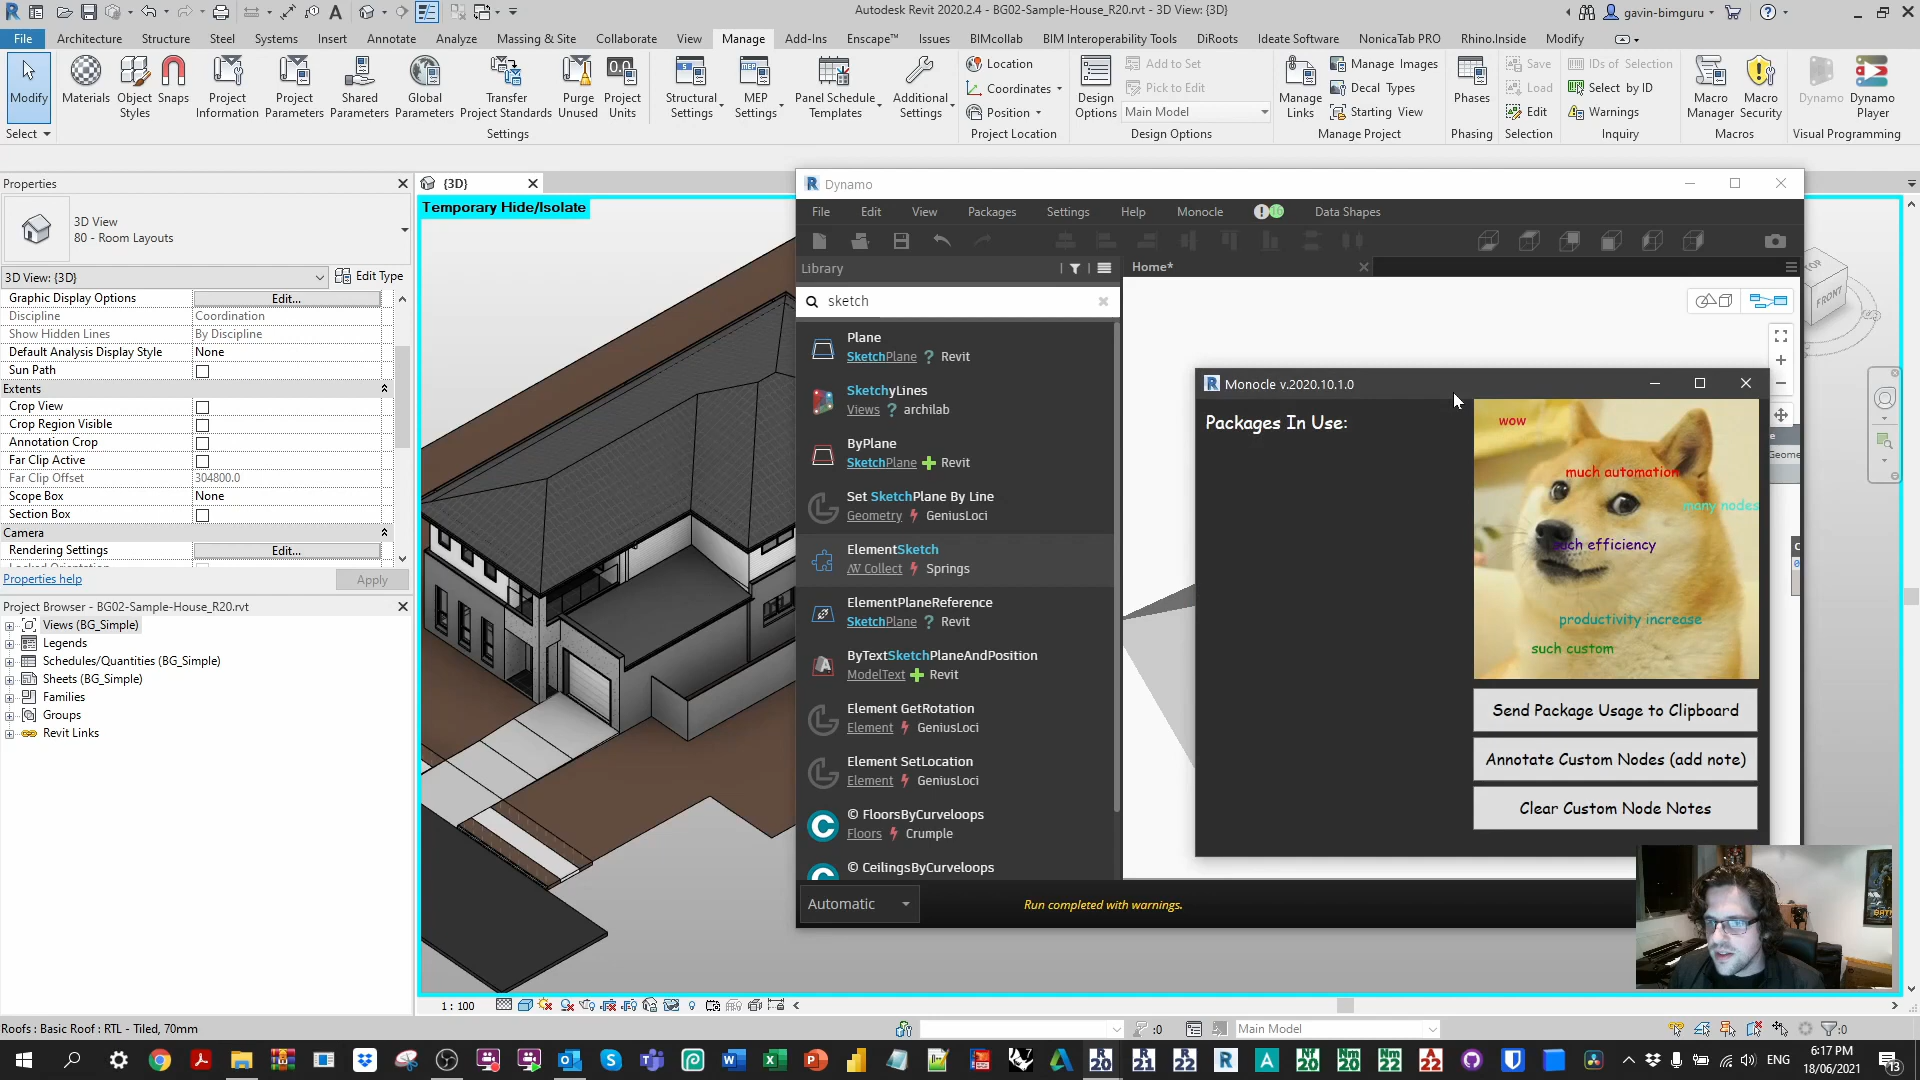 Autodesk Revit 2020.2.4 - BG02-Sample-House_R20.rvt - 3D View: {3D}
gavin-bimguru
File Architecture Structure Steel Systems Insert Annotate Analyze Massing & Site Collaborate View Manage Add-Ins Enscape™ Issues BIMcollab BIM Interoperability Tools DiRoots Ideate Software NonicaTab PRO Rhino.Inside Modify
Modify
Materials
Object Styles
Snaps
Project Information
Project Parameters
Shared Parameters
Global Parameters
Transfer Project Standards
Purge Unused
Project Units
Structural Settings
MEP Settings
Panel Schedule Templates
Additional Settings
Location
Coordinates
Position
Design Options
Add to Set
Pick to Edit
Main Model
Manage Links
Manage Images
Decal Types
Starting View
Phases
Save
Load
Edit
IDs of Selection
Select by ID
Warnings
Macro Manager
Macro Security
Dynamo
Dynamo Player
Select
Settings
Project Location
Design Options
Manage Project
Phasing
Selection
Inquiry
Macros
Visual Programming
Properties
3D View
80 - Room Layouts
3D View: {3D}
Edit Type
Graphic Display Options Edit...
Discipline Coordination
Show Hidden Lines By Discipline
Default Analysis Display Style None
Sun Path
Extents
Crop View
Crop Region Visible
Annotation Crop
Far Clip Active
Far Clip Offset 304800.0
Scope Box None
Section Box
Camera
Rendering Settings Edit...
Properties help
Apply
Project Browser - BG02-Sample-House_R20.rvt
Views (BG_Simple)
Legends
Schedules/Quantities (BG_Simple)
Sheets (BG_Simple)
Families
Groups
Revit Links
{3D}
Temporary Hide/Isolate
TOP
FRONT
Dynamo
File Edit View Packages Settings Help Monocle Data Shapes
Library
Home*
sketch
Plane
SketchPlane ? Revit
SketchyLines
Views ? archilab
ByPlane
SketchPlane + Revit
Set SketchPlane By Line
Geometry GeniusLoci
ElementSketch
/\/ Collect Springs
ElementPlaneReference
SketchPlane ? Revit
ByTextSketchPlaneAndPosition
ModelText + Revit
Element GetRotation
Element GeniusLoci
Element SetLocation
Element GeniusLoci
© FloorsByCurveloops
Floors Crumple
© CeilingsByCurveloops
Automatic
Run completed with warnings.
Monocle v.2020.10.1.0
Packages In Use:
wow
much automation
many nodes
such efficiency
productivity increase
such custom
Send Package Usage to Clipboard
Annotate Custom Nodes (add note)
Clear Custom Node Notes
1 : 100
Roofs : Basic Roof : RTL - Tiled, 70mm
:0
Main Model
:0
ENG
6:17 PM
18/06/2021